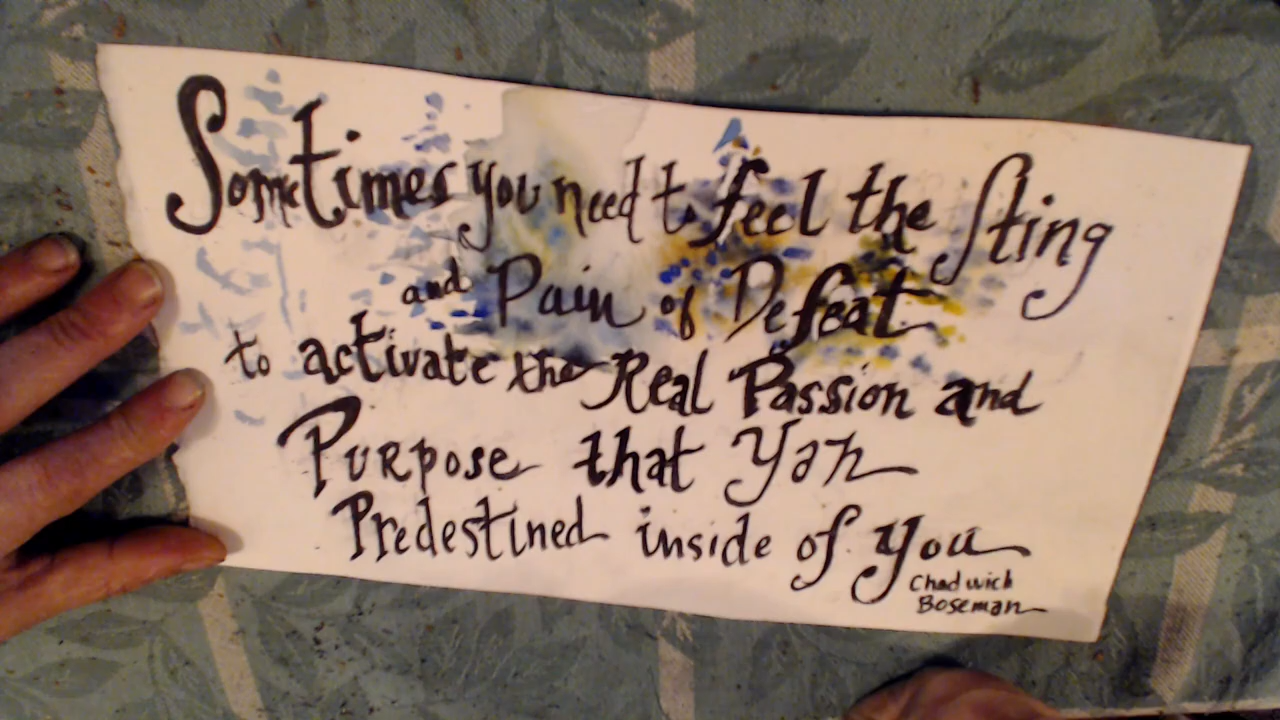 Sometimes you need to feel the Sting
and Pain of Defeat
to activate the Real Passion and
Purpose that Yah
Predestined inside of you
Chadwick
Boseman